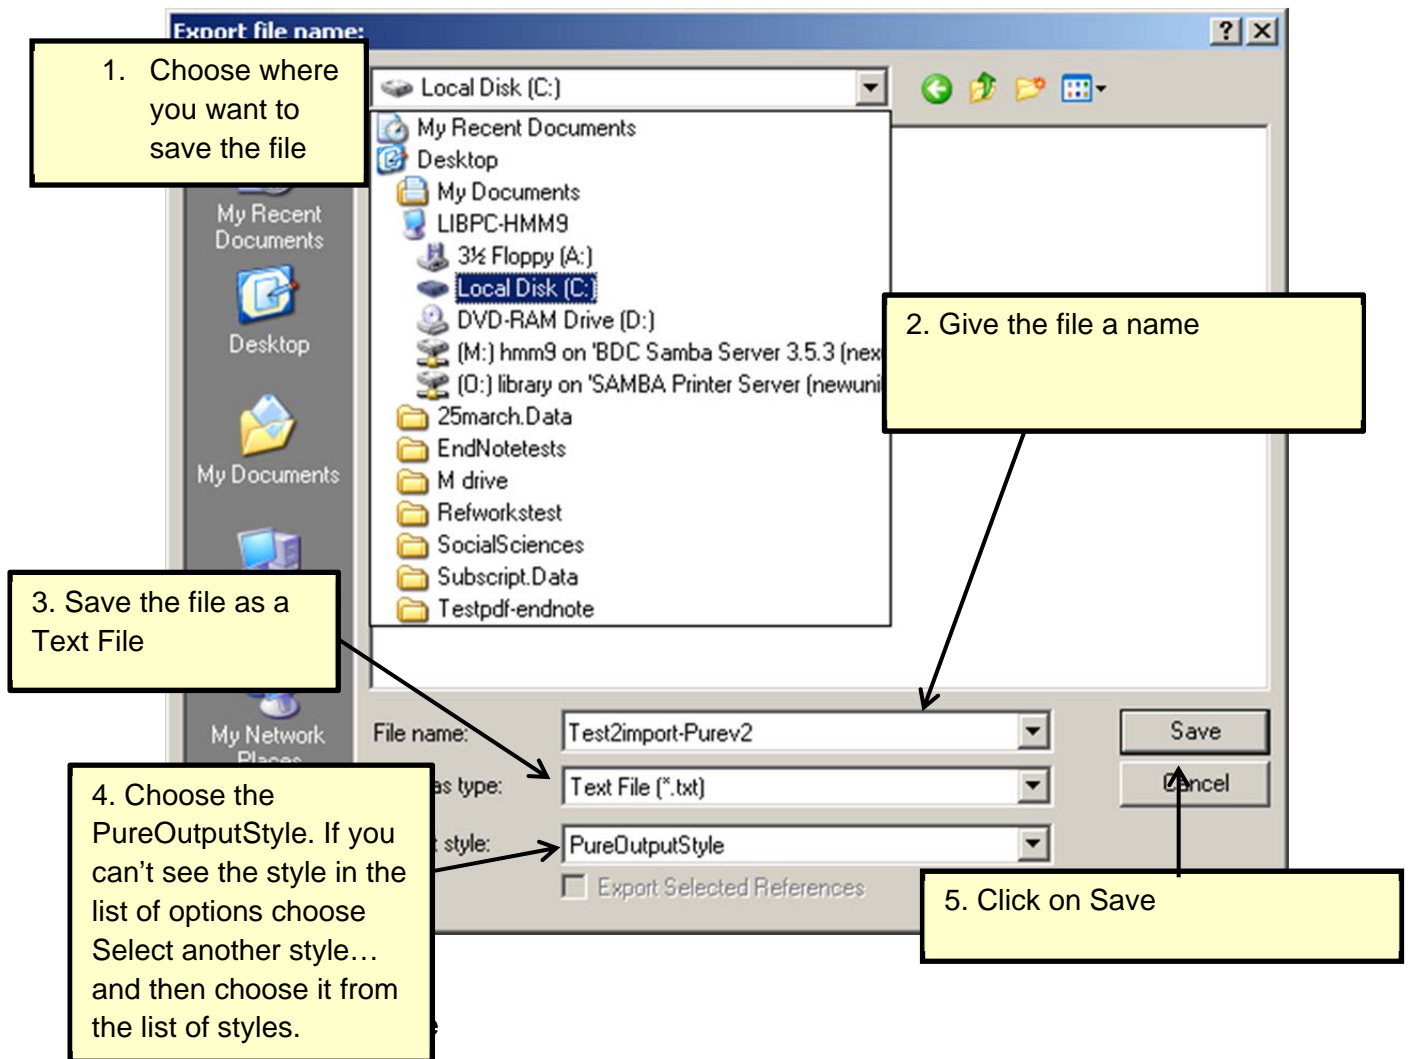 Export file name:
1. Choose where
you want to
save the file
Local Disk (C:)
My Recent Documents
Desktop
My Documents
LIBPC-HMM9
3½ Floppy (A:)
Local Disk (C:)
DVD-RAM Drive (D:)
(M:) hmm9 on 'BDC Samba Server 3.5.3 (nex
(O:) library on 'SAMBA Printer Server (newuni
25march.Data
EndNotetests
M drive
Refworkstest
SocialSciences
Subscript.Data
Testpdf-endnote
My Recent
Documents
Desktop
My Documents
My Network
Places
2. Give the file a name
3. Save the file as a
Text File
File name: Test2import-Purev2 Save
as type: Text File (*.txt) Cancel
style: PureOutputStyle
Export Selected References
4. Choose the
PureOutputStyle. If you
can't see the style in the
list of options choose
Select another style…
and then choose it from
the list of styles.
5. Click on Save